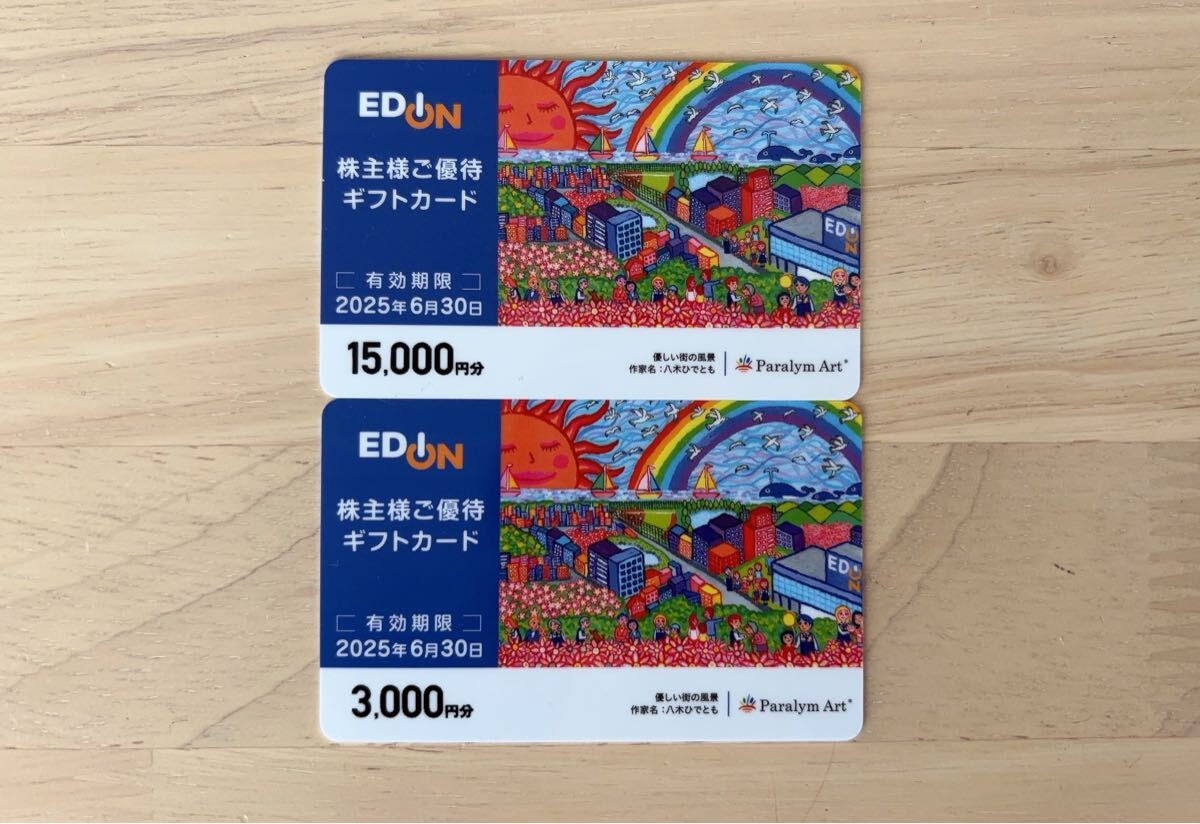 EDION
株主様ご優待
ギフトカード
有効期限
2025年6月30日
15,000円分
優しい街の風景
作家名：八木ひでとも
Paralym Art®
EDION
EDION
株主様ご優待
ギフトカード
有効期限
2025年6月30日
3,000円分
優しい街の風景
作家名：八木ひでとも
Paralym Art®
EDION